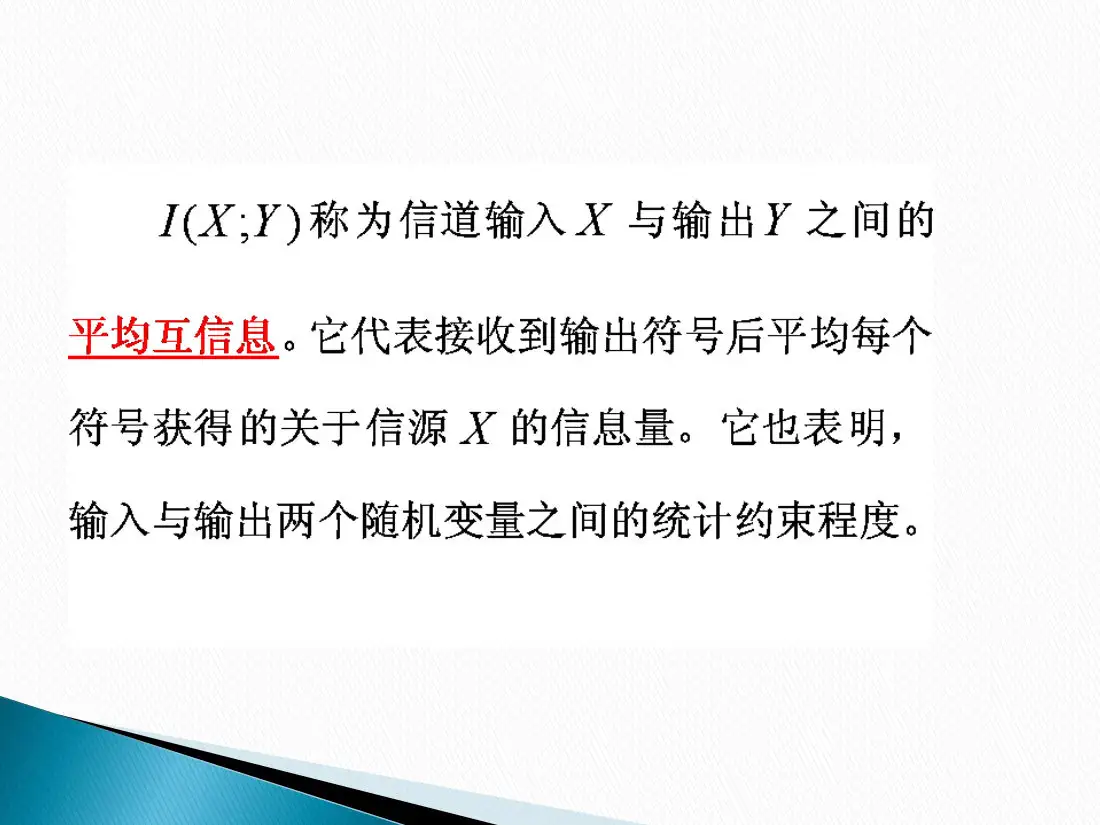 I(X;Y)称为信道输入 X 与输出Y 之间的
平均互信息。它代表接收到输出符号后平均每个
符号获得的关于信源 X 的信息量。它也表明，
输入与输出两个随机变量之间的统计约束程度。